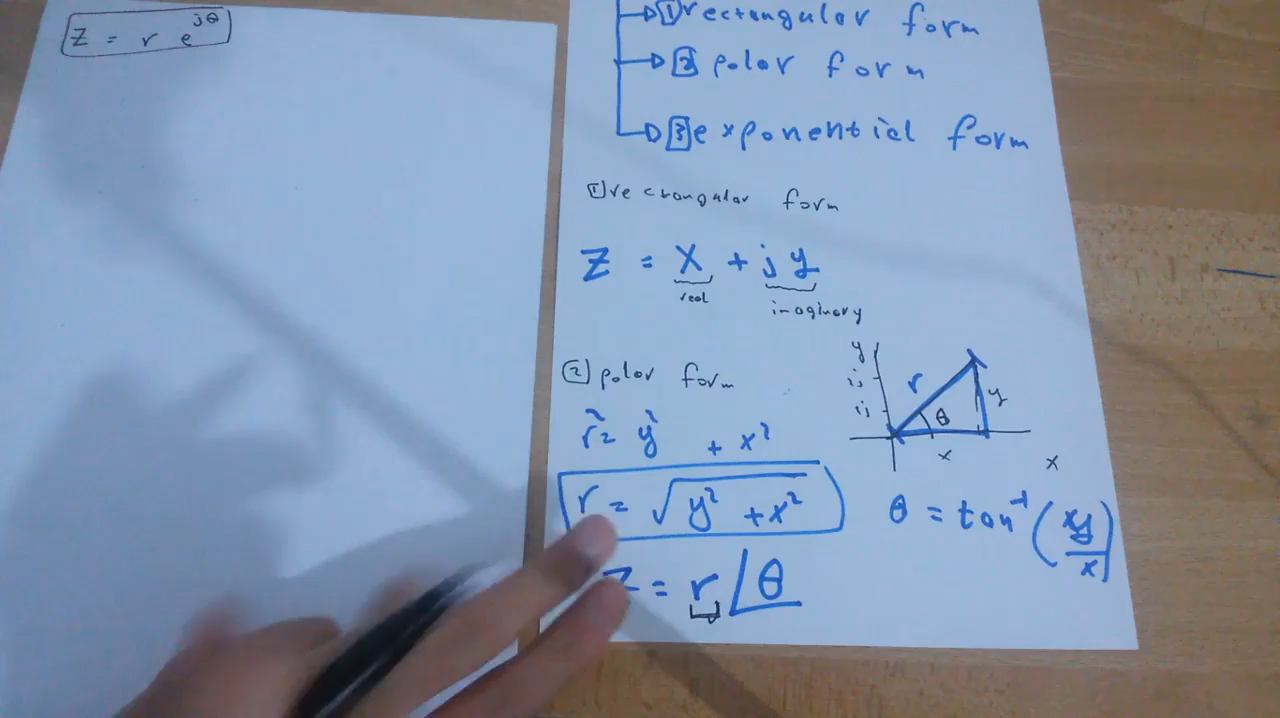 Z = r e^{jθ}
[1] rectangular form
[2] polar form
[3] exponential form
[1] rectangular form
Z = x + j y
real
imaginary
[2] polar form
r² = y² + x²
r = √(y² + x²)
Z = r ∠θ
y
r
θ
y
x
x
θ = tan⁻¹ (y/x)